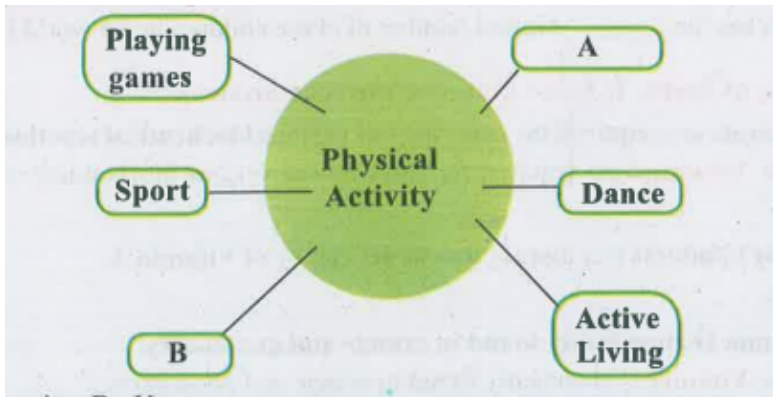 Playing
games
A
Physical
Activity
Sport
Dance
B
Active
Living